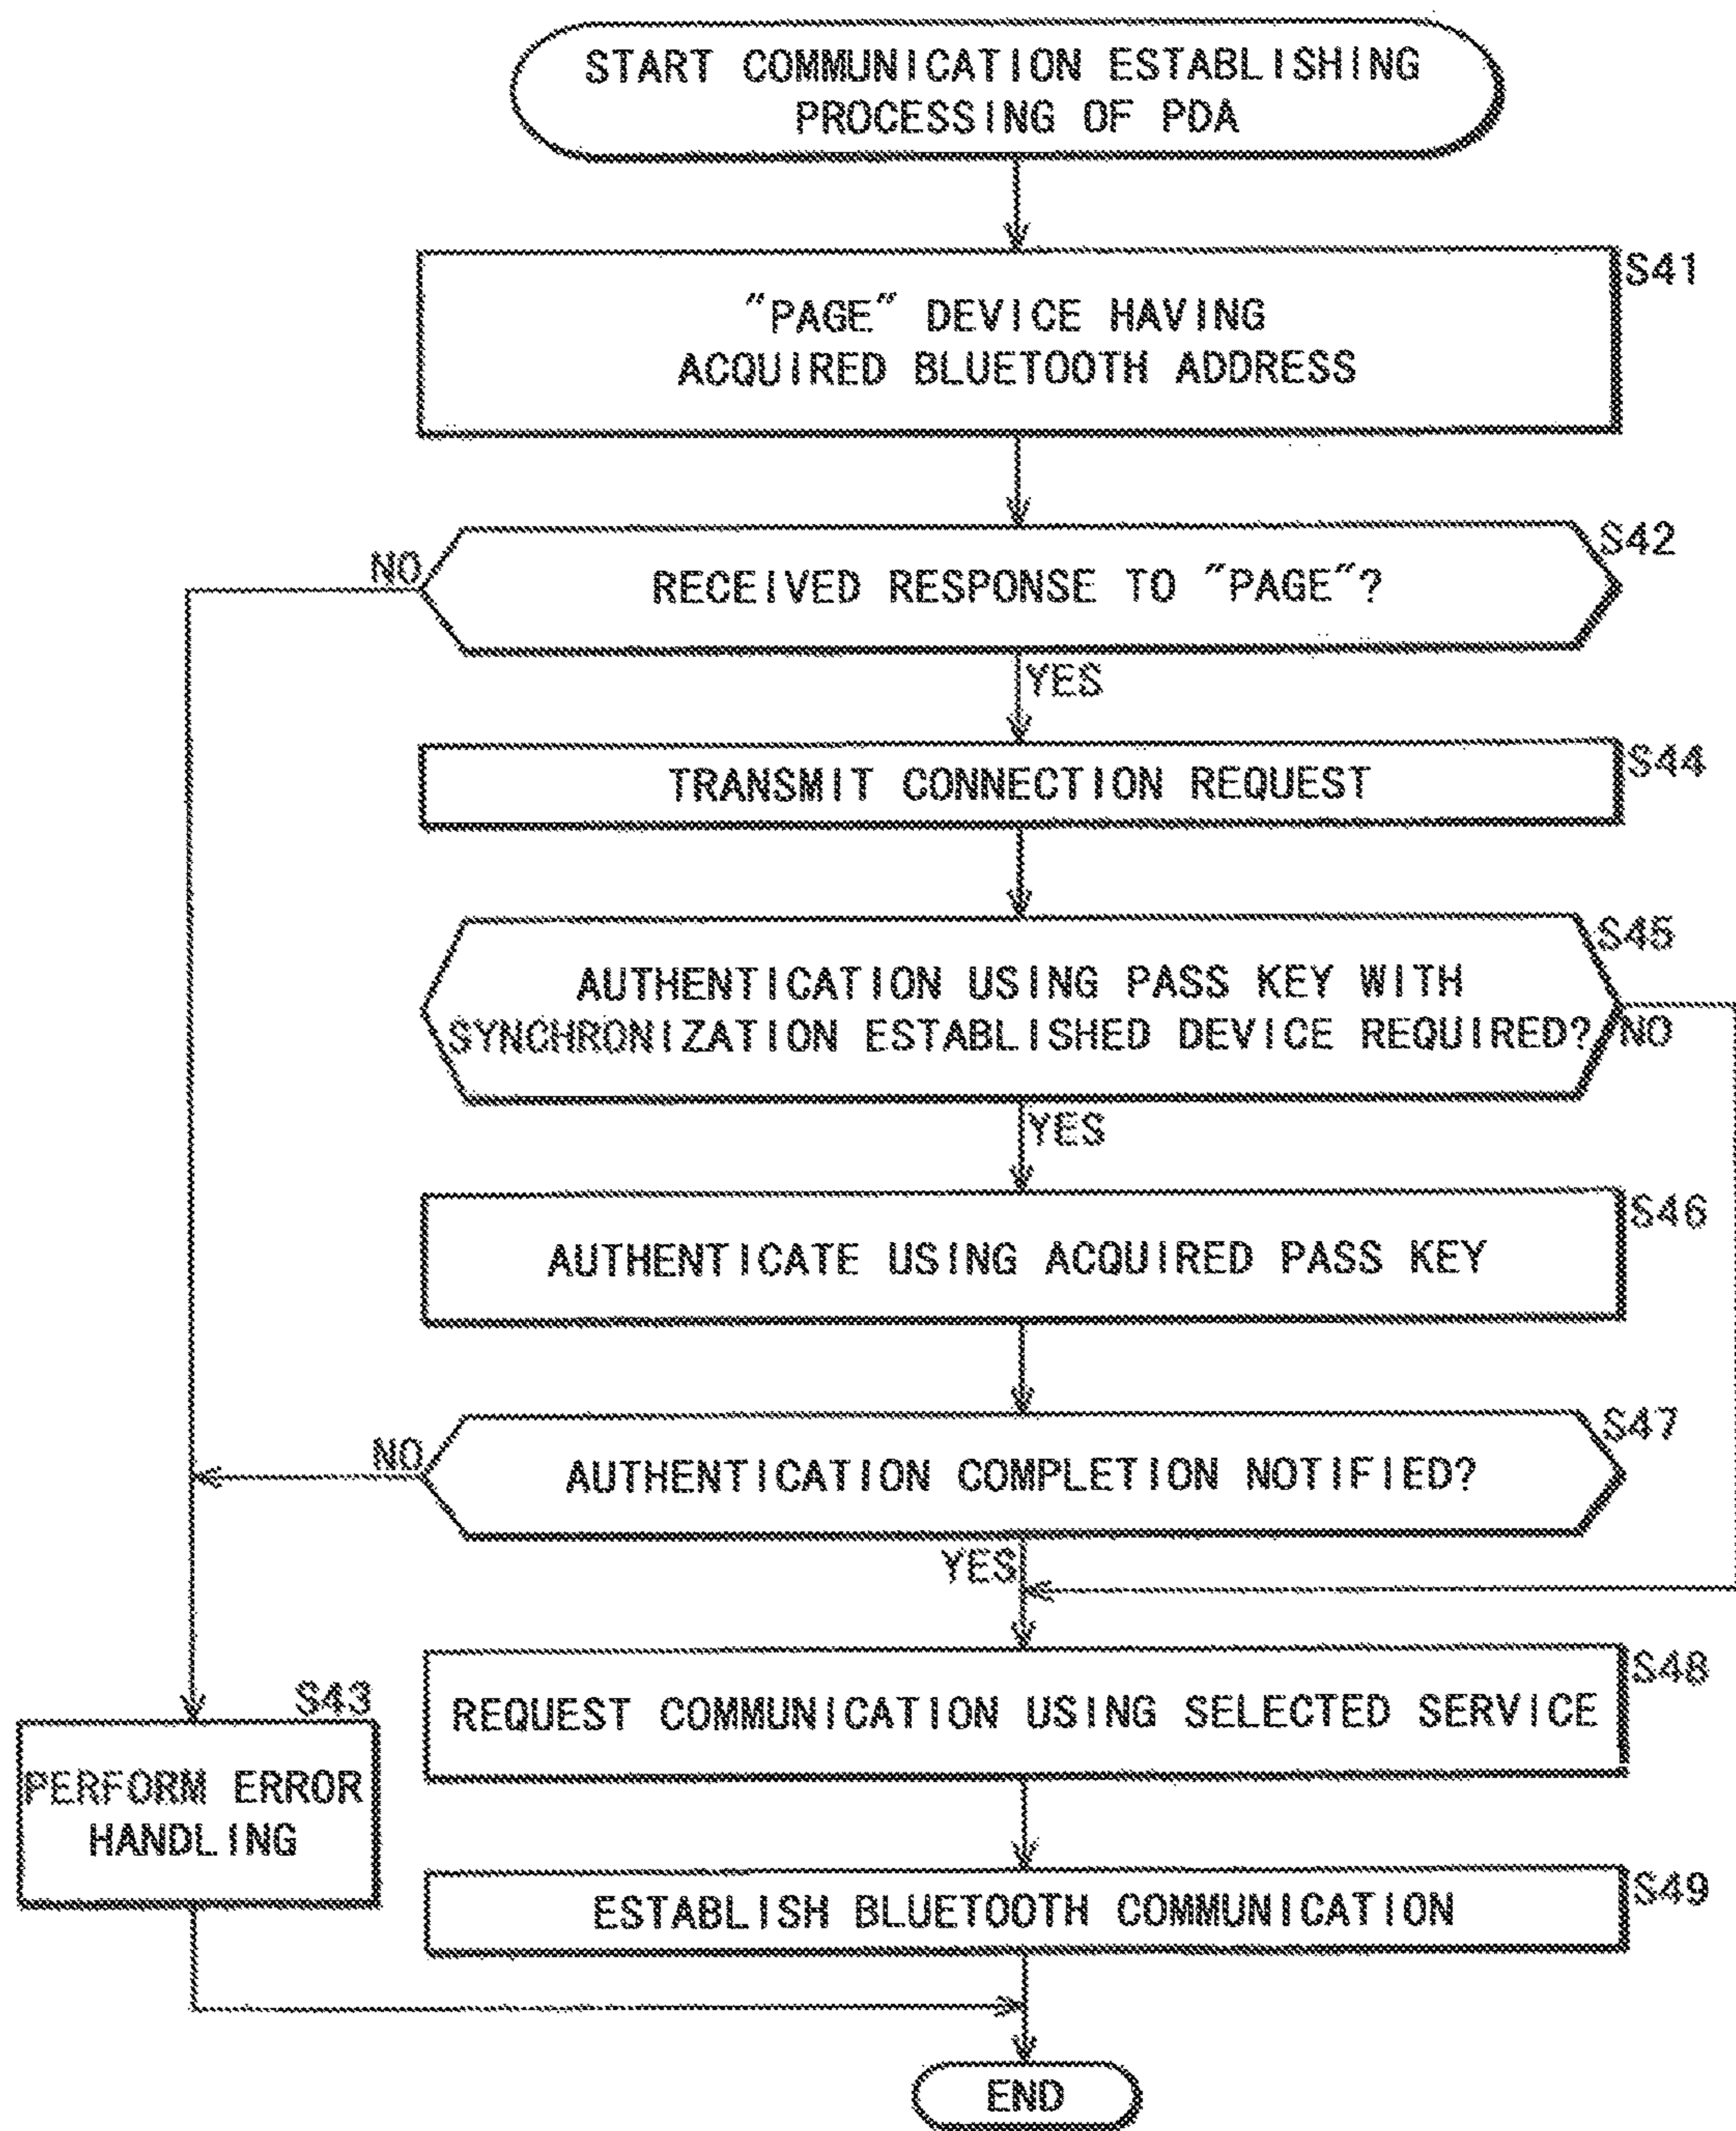 START COMMUNICATION ESTABLISHING
PROCESSING OF PDA
S41
"PAGE" DEVICE HAVING
ACQUIRED BLUETOOTH ADDRESS
S42
NO
RECEIVED RESPONSE TO "PAGE"?
YES
S44
TRANSMIT CONNECTION REQUEST
S45
AUTHENTICATION USING PASS KEY WITH
SYNCHRONIZATION ESTABLISHED DEVICE REQUIRED?
NO
YES
S46
AUTHENTICATE USING ACQUIRED PASS KEY
S47
NO
AUTHENTICATION COMPLETION NOTIFIED?
YES
S48
REQUEST COMMUNICATION USING SELECTED SERVICE
S43
PERFORM ERROR
HANDLING
S49
ESTABLISH BLUETOOTH COMMUNICATION
END